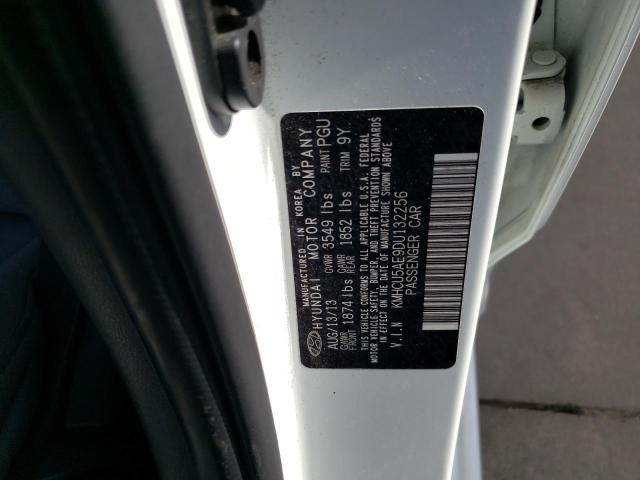 MANUFACTURED IN KOREA BY
HYUNDAI MOTOR COMPANY
AUG/13/13 GVWR 3549 lbs PAINT PGU
GAWR FRONT 1874 lbs GAWR REAR 1852 lbs TRIM 9Y
THIS VEHICLE CONFORMS TO ALL APPLICABLE U.S.A. FEDERAL
MOTOR VEHICLE SAFETY, BUMPER, AND THEFT PREVENTION STANDARDS
IN EFFECT ON THE DATE OF MANUFACTURE SHOWN ABOVE
V.I.N KMHCU5AE9DU132256
PASSENGER CAR